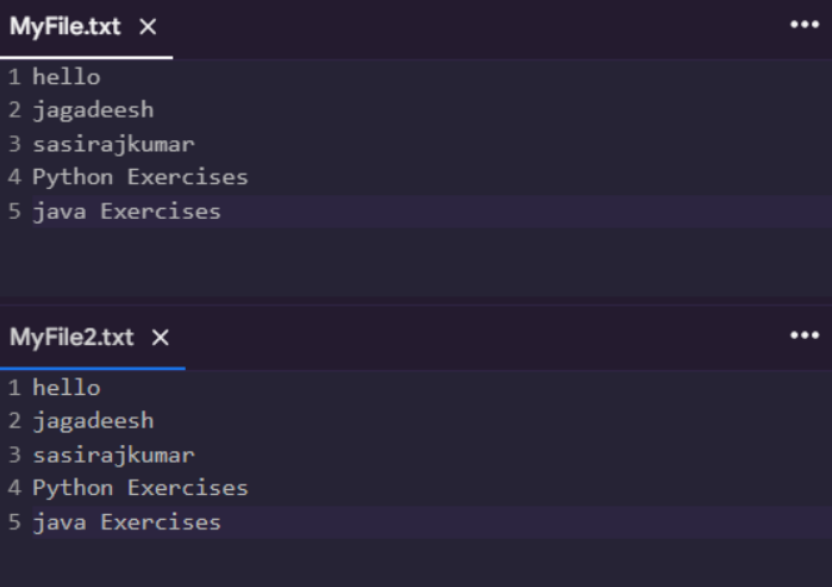 MyFile.txt ×
1 hello
2 jagadeesh
3 sasirajkumar
4 Python Exercises
5 java Exercises
MyFile2.txt ×
1 hello
2 jagadeesh
3 sasirajkumar
4 Python Exercises
5 java Exercises